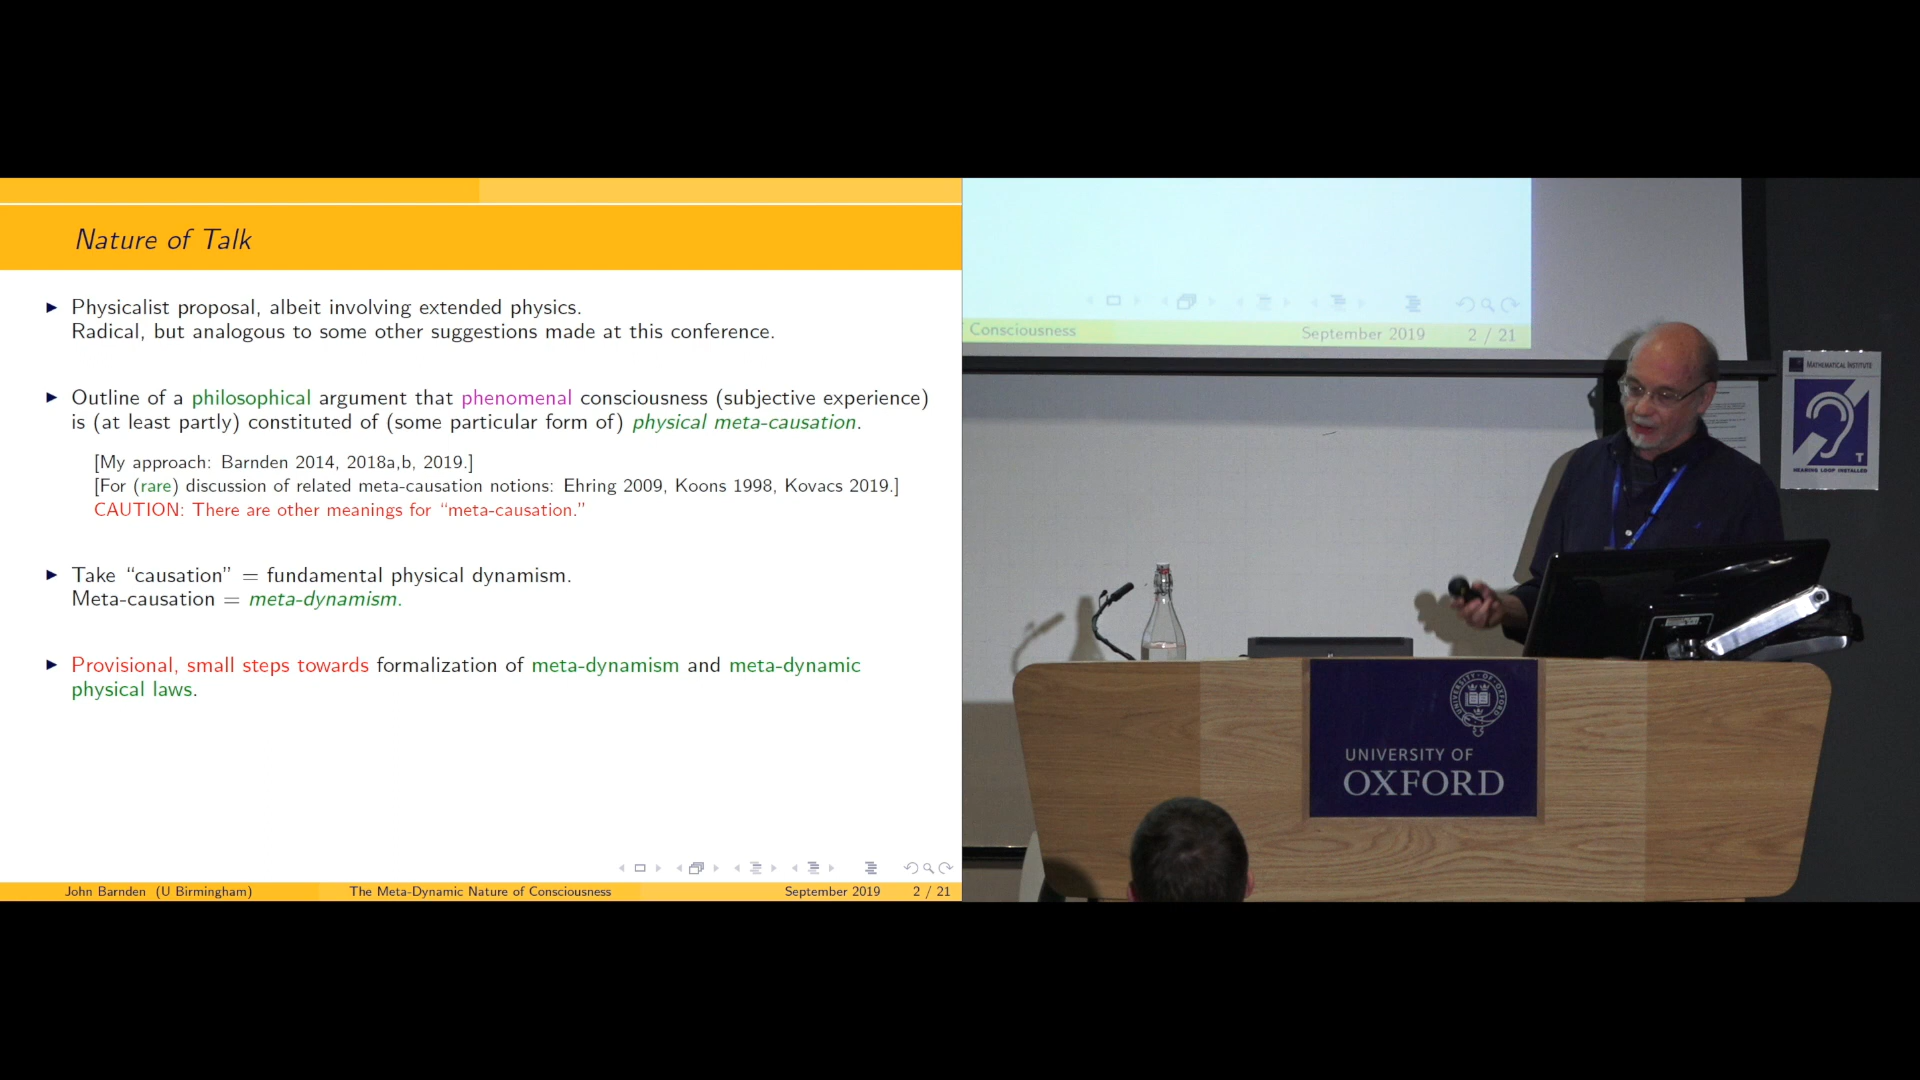 Nature of Talk
Physicalist proposal, albeit involving extended physics.
Radical, but analogous to some other suggestions made at this conference.
Outline of a philosophical argument that phenomenal consciousness (subjective experience)
is (at least partly) constituted of (some particular form of) physical meta-causation.
[My approach: Barnden 2014, 2018a,b, 2019.]
[For (rare) discussion of related meta-causation notions: Ehring 2009, Koons 1998, Kovacs 2019.]
CAUTION: There are other meanings for “meta-causation.”
Take “causation” = fundamental physical dynamism.
Meta-causation = meta-dynamism.
Provisional, small steps towards formalization of meta-dynamism and meta-dynamic
physical laws.
John Barnden (U Birmingham) The Meta-Dynamic Nature of Consciousness September 2019 2 / 21
Consciousness September 2019 2 / 21
MATHEMATICAL INSTITUTE
T
HEARING LOOP INSTALLED
UNIVERSITY OF
OXFORD